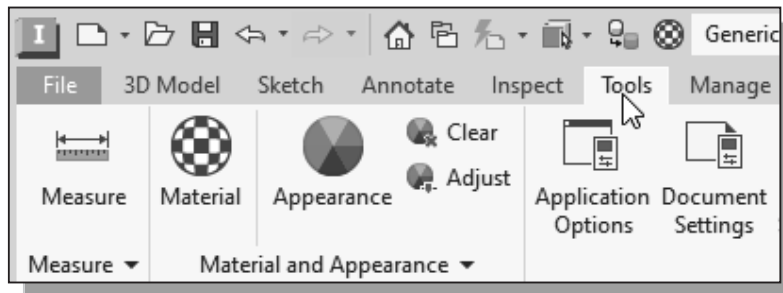 I Generic
File 3D Model Sketch Annotate Inspect Tools Manage
Clear
Adjust
Measure Material Appearance Application Document
Options Settings
Measure Material and Appearance